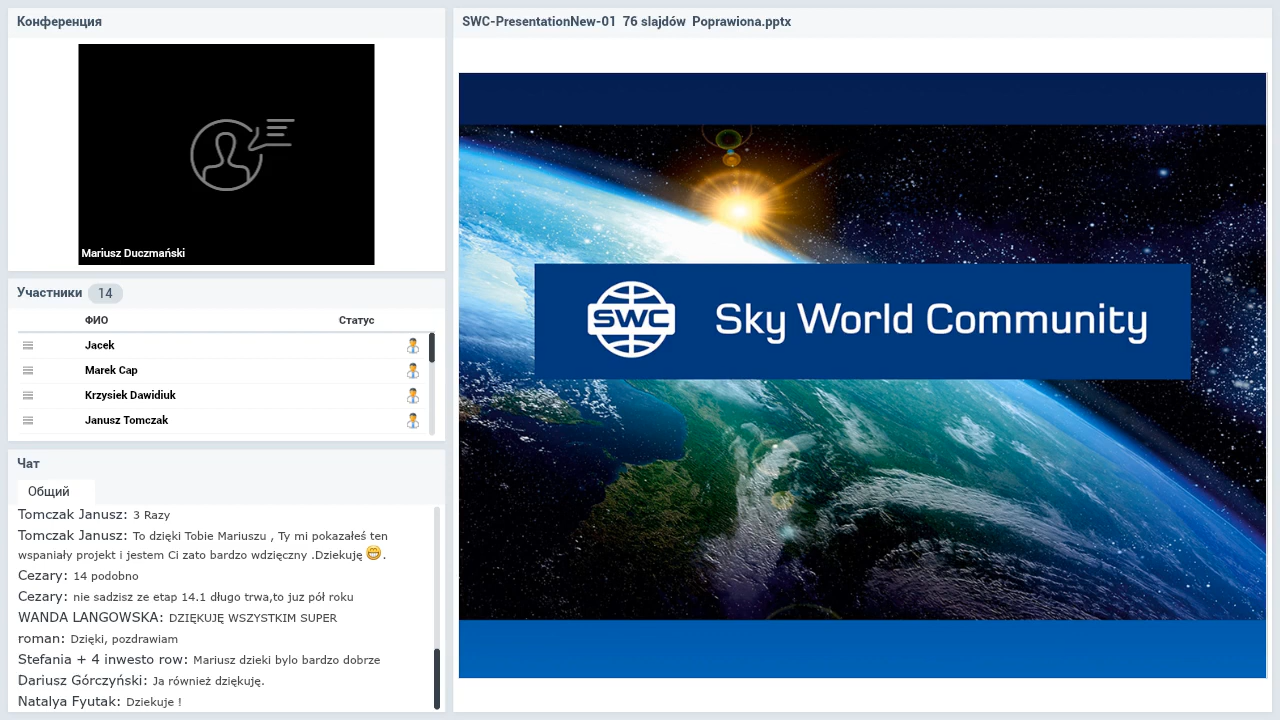 Конференция
Mariusz Duczmański
Участники 14
ФИО Статус
Jacek
Marek Cap
Krzysiek Dawidiuk
Janusz Tomczak
Чат
Общий
Tomczak Janusz: 3 Razy
Tomczak Janusz: To dzięki Tobie Mariuszu , Ty mi pokazałeś ten
wspaniały projekt i jestem Ci zato bardzo wdzięczny .Dziekuję 😁.
Cezary: 14 podobno
Cezary: nie sadzisz ze etap 14.1 długo trwa,to juz pół roku
WANDA LANGOWSKA: DZIĘKUJĘ WSZYSTKIM SUPER
roman: Dzięki, pozdrawiam
Stefania + 4 inwesto row: Mariusz dzieki bylo bardzo dobrze
Dariusz Górczyński: Ja również dziękuję.
Natalya Fyutak: Dziekuje !
SWC-PresentationNew-01 76 slajdów Poprawiona.pptx
SWC Sky World Community